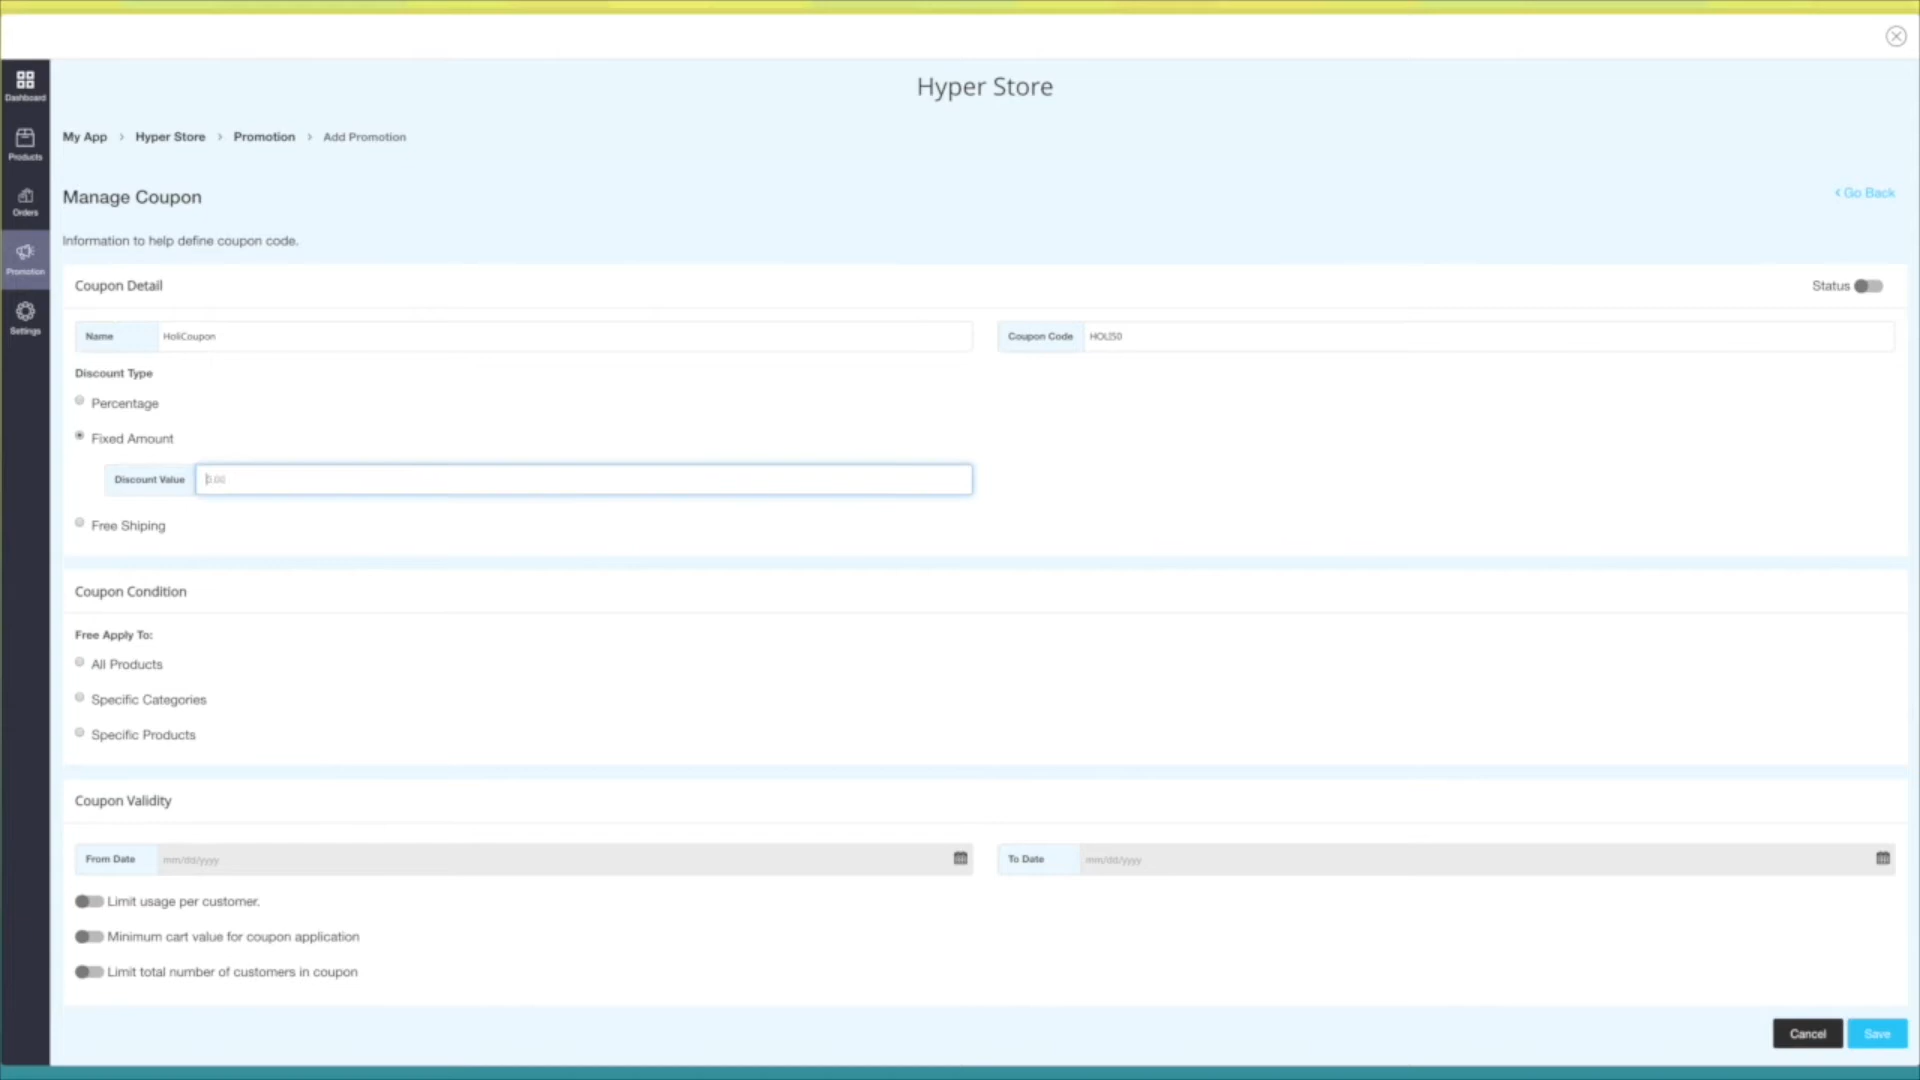 Hyper Store
Dashboard
Products
Orders
Promotion
Settings
My App > Hyper Store > Promotion > Add Promotion
Manage Coupon
< Go Back
Information to help define coupon code.
Coupon Detail
Status
Name HoliCoupon
Coupon Code HOLI50
Discount Type
Percentage
Fixed Amount
Discount Value 0.00
Free Shiping
Coupon Condition
Free Apply To:
All Products
Specific Categories
Specific Products
Coupon Validity
From Date mm/dd/yyyy
To Date mm/dd/yyyy
Limit usage per customer.
Minimum cart value for coupon application
Limit total number of customers in coupon
Cancel
Save